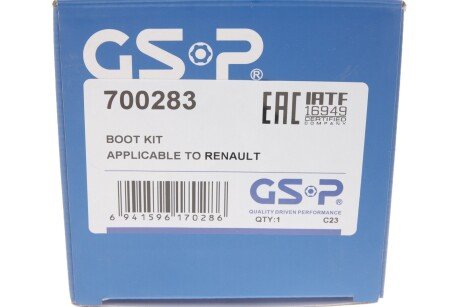 GSP®
700283
EAC IATF
16949
CERTIFIED
COMPANY
BOOT KIT
APPLICABLE TO RENAULT
GSP®
QUALITY DRIVEN PERFORMANCE
6 941596 170286
QTY:1 C23